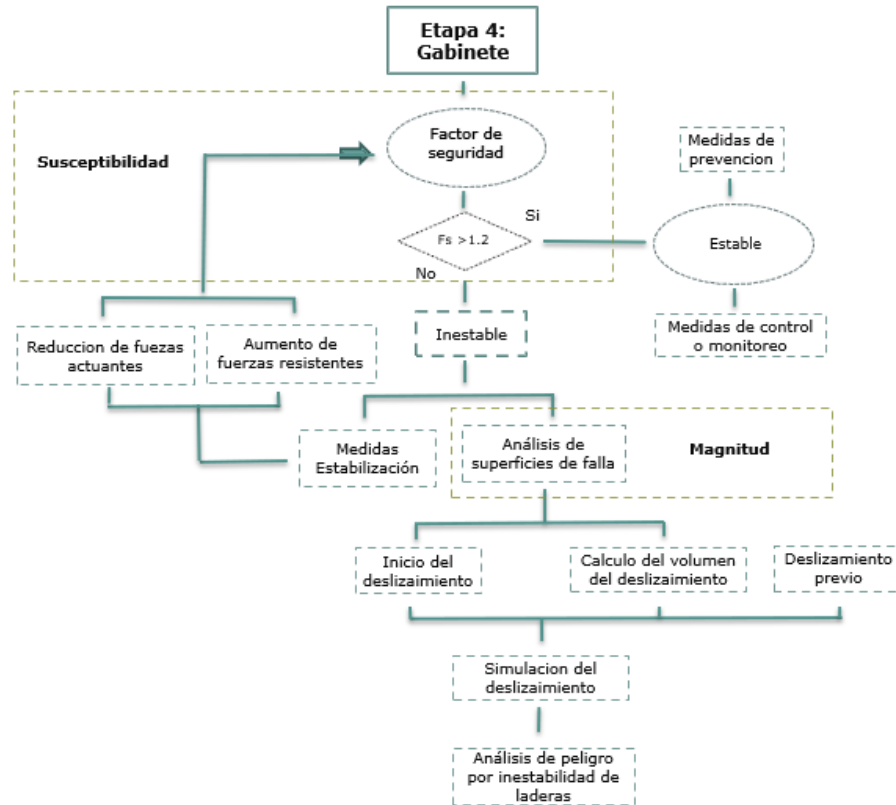 Etapa 4:
Gabinete
Susceptibilidad
Factor de
seguridad
Medidas de
prevencion
Si
Fs >1.2
Estable
No
Reduccion de fuezas
actuantes
Aumento de
fuerzas resistentes
Inestable
Medidas de control
o monitoreo
Medidas
Estabilización
Análisis de
superficies de falla
Magnitud
Inicio del
deslizaimiento
Calculo del volumen
del deslizaimiento
Deslizamiento
previo
Simulacion del
deslizaimiento
Análisis de peligro
por inestabilidad de
laderas